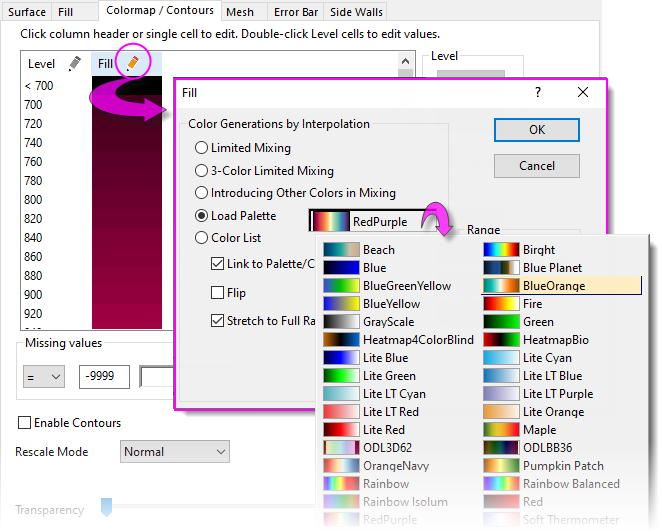 Surface Fill Colormap / Contours Mesh Error Bar Side Walls
Click column header or single cell to edit. Double-click Level cells to edit values.
Level Fill
Level
< 700
700
720
740
760
780
800
820
840
860
880
900
920
Fill ? ×
Color Generations by Interpolation
Limited Mixing
3-Color Limited Mixing
Introducing Other Colors in Mixing
Load Palette RedPurple
Color List
Link to Palette/C
Flip
Stretch to Full Ra
OK
Cancel
Range
Beach Birght
Blue Blue Planet
BlueGreenYellow BlueOrange
BlueYellow Fire
GrayScale Green
Heatmap4ColorBlind HeatmapBio
Lite Blue Lite Cyan
Lite Green Lite LT Blue
Lite LT Cyan Lite LT Purple
Lite LT Red Lite Orange
Lite Red Maple
ODL3D62 ODLBB36
OrangeNavy Pumpkin Patch
Rainbow Rainbow Balanced
Rainbow Isolum Red
RedPurple Soft Thermometer
Missing values
= -9999
Enable Contours
Rescale Mode Normal
Transparency